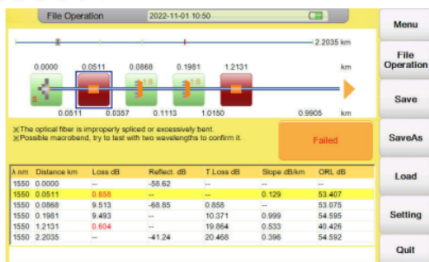 File Operation 2022-11-01 10:50
Menu
2.2035 km
File
Operation
0.0000 0.0511 0.0868 0.1981 1.2131 km
Save
0.0511 0.0357 0.1113 1.0150 0.9905 km
※The optical fiber is improperly spliced or excessively bent.
※Possible macrobend, try to test with two wavelengths to confirm it.
Failed
SaveAs
λ nm Distance km Loss dB Reflect. dB T Loss dB Slope dB/km ORL dB
1550 0.0000 -- -58.62 -- -- --
1550 0.0511 0.858 -- -- 0.129 53.407
1550 0.0868 9.513 -68.85 0.858 -- 53.075
1550 0.1981 9.493 10.371 0.999 54.595
1550 1.2131 0.604 -- 19.864 0.533 40.426
1550 2.2035 -- -41.24 20.468 0.396 54.592
Load
Setting
Quit